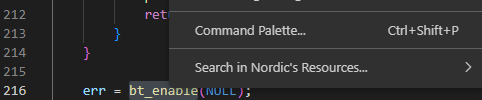 212 retu
213 }
214 }
215
216 err = bt_enable(NULL);
Command Palette... Ctrl+Shift+P
Search in Nordic's Resources...